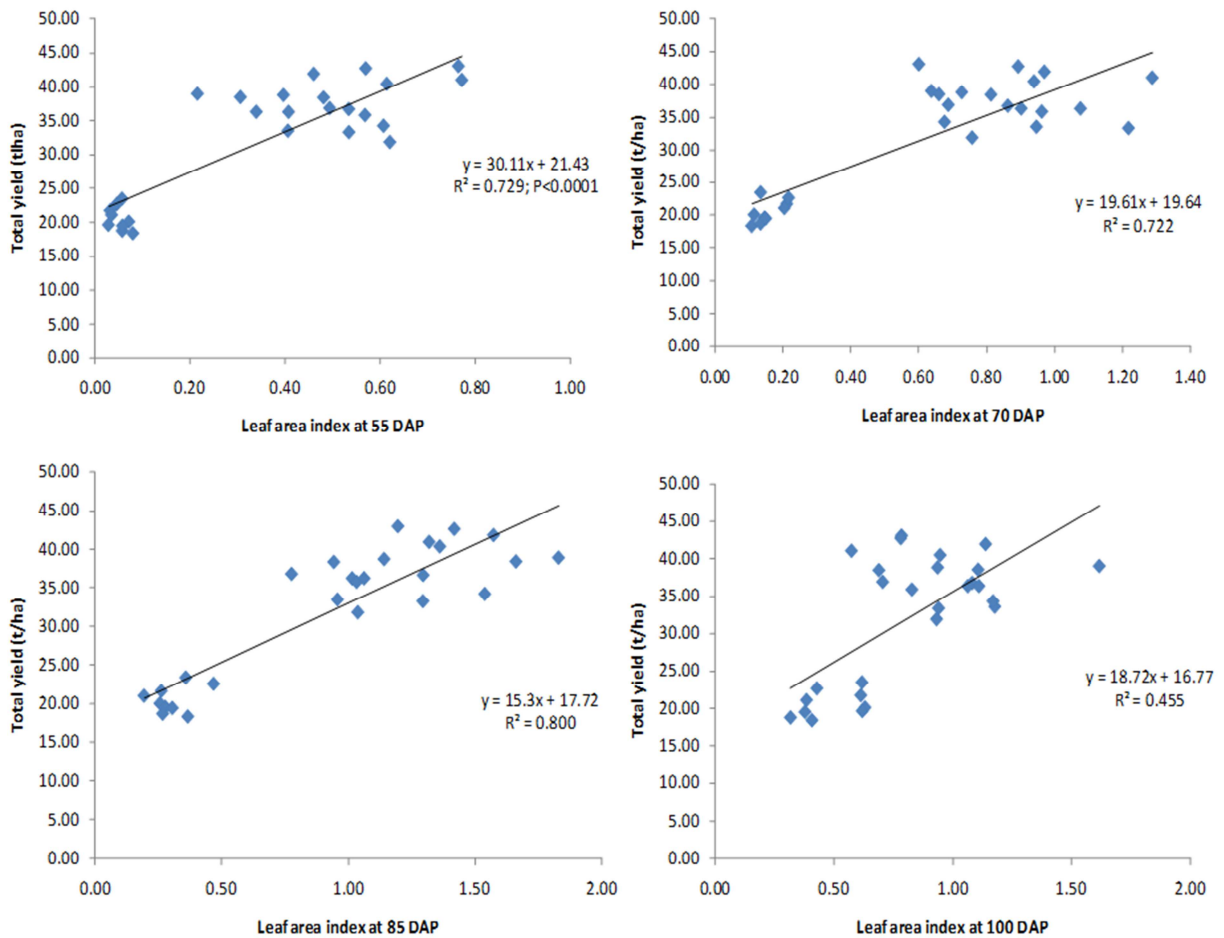 50.00
45.00
40.00
35.00
30.00
25.00
20.00
15.00
10.00
5.00
0.00
Total yield (tlha)
y = 30.11x + 21.43
R² = 0.729; P<0.0001
0.00 0.20 0.40 0.60 0.80 1.00
Leaf area index at 55 DAP
50.00
45.00
40.00
35.00
30.00
25.00
20.00
15.00
10.00
5.00
0.00
Total yield (t/ha)
y = 19.61x + 19.64
R² = 0.722
0.00 0.20 0.40 0.60 0.80 1.00 1.20 1.40
Leaf area index at 70 DAP
50.00
45.00
40.00
35.00
30.00
25.00
20.00
15.00
10.00
5.00
0.00
Total yield (t/ha)
y = 15.3x + 17.72
R² = 0.800
0.00 0.50 1.00 1.50 2.00
Leaf area index at 85 DAP
50.00
45.00
40.00
35.00
30.00
25.00
20.00
15.00
10.00
5.00
0.00
Total yield (t/ha)
y = 18.72x + 16.77
R² = 0.455
0.00 0.50 1.00 1.50 2.00
Leaf area index at 100 DAP